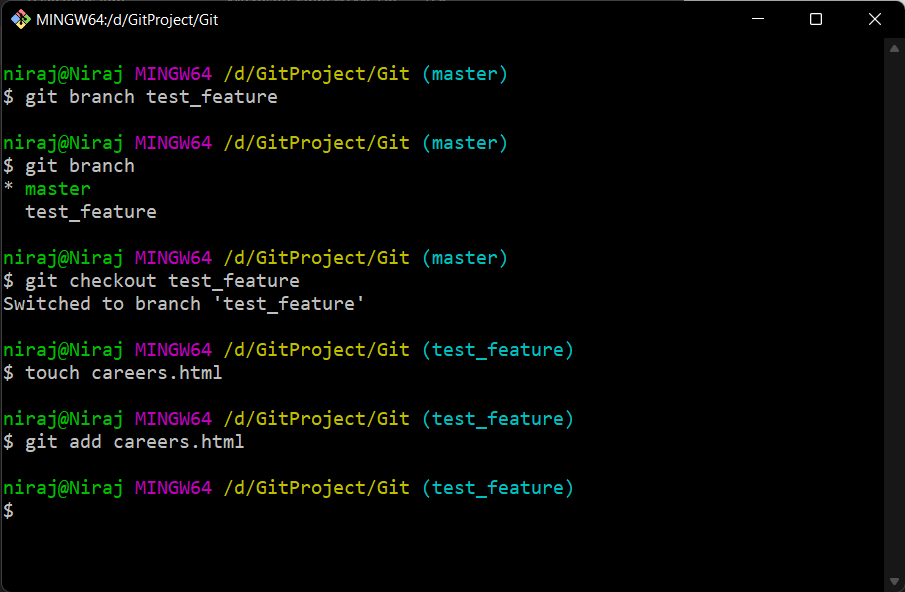 MINGW64:/d/GitProject/Git
niraj@Niraj MINGW64 /d/GitProject/Git (master)
$ git branch test_feature
niraj@Niraj MINGW64 /d/GitProject/Git (master)
$ git branch
* master
  test_feature
niraj@Niraj MINGW64 /d/GitProject/Git (master)
$ git checkout test_feature
Switched to branch 'test_feature'
niraj@Niraj MINGW64 /d/GitProject/Git (test_feature)
$ touch careers.html
niraj@Niraj MINGW64 /d/GitProject/Git (test_feature)
$ git add careers.html
niraj@Niraj MINGW64 /d/GitProject/Git (test_feature)
$